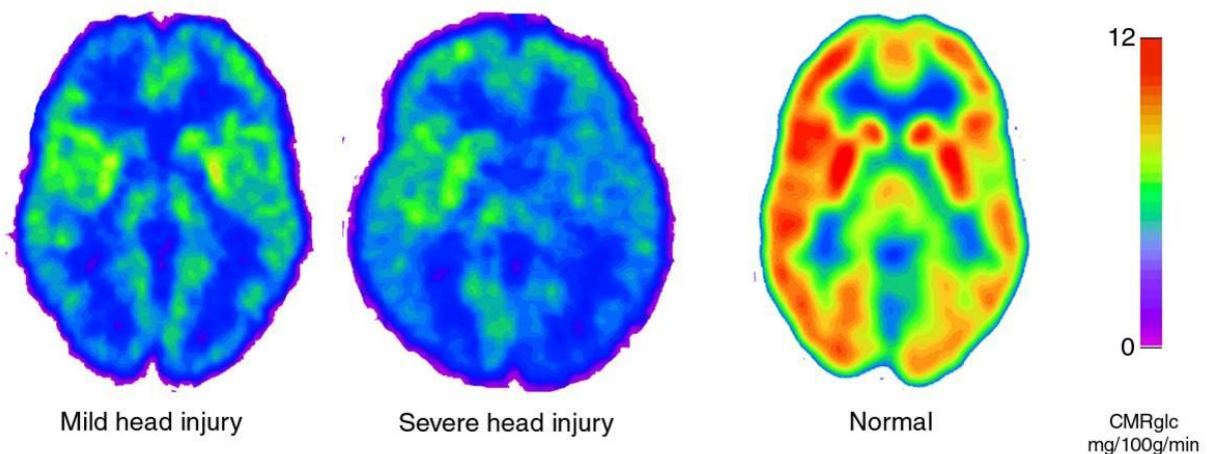 12
0
Mild head injury
Severe head injury
Normal
CMRglc
mg/100g/min